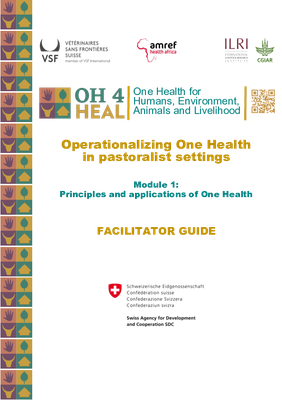 VÉTÉRINAIRES
SANS FRONTIÈRES
SUISSE
VSF
member of VSF International
amref
health africa
ILRI
INTERNATIONAL
LIVESTOCK RESEARCH
INSTITUTE
CGIAR
OH 4
HEAL
One Health for
Humans, Environment,
Animals and Livelihood
Operationalizing One Health
in pastoralist settings
Module 1:
Principles and applications of One Health
FACILITATOR GUIDE
Schweizerische Eidgenossenschaft
Confédération suisse
Confederazione Svizzera
Confederaziun svizra
Swiss Agency for Development
and Cooperation SDC